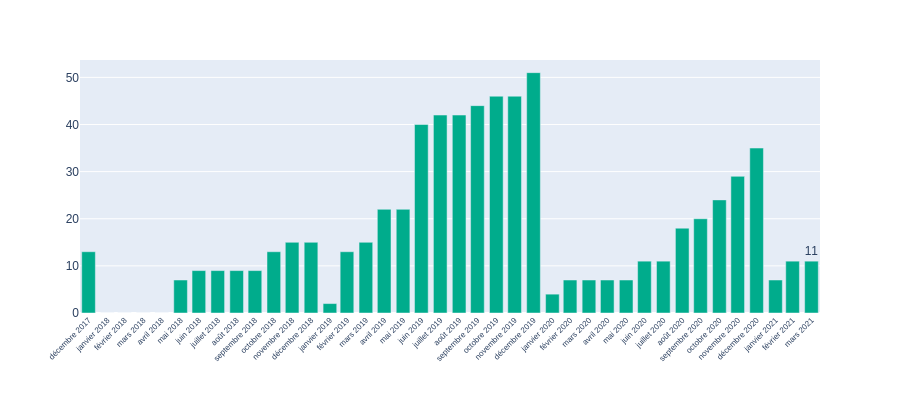 50
40
30
20
10
0
11
décembre 2017
janvier 2018
février 2018
mars 2018
avril 2018
mai 2018
juin 2018
juillet 2018
août 2018
septembre 2018
octobre 2018
novembre 2018
décembre 2018
janvier 2019
février 2019
mars 2019
avril 2019
mai 2019
juin 2019
juillet 2019
août 2019
septembre 2019
octobre 2019
novembre 2019
décembre 2019
janvier 2020
février 2020
mars 2020
avril 2020
mai 2020
juin 2020
juillet 2020
août 2020
septembre 2020
octobre 2020
novembre 2020
décembre 2020
janvier 2021
février 2021
mars 2021